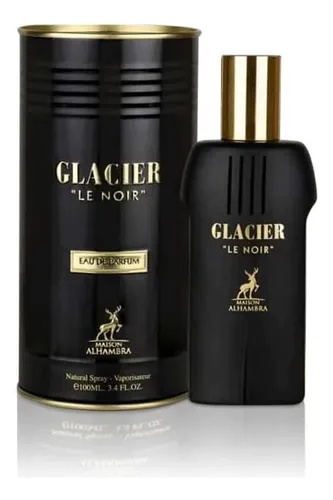 GLACIER
"LE NOIR"
EAU DE PARFUM
MAISON
ALHAMBRA
Natural Spray - Vaporisateur
℮100ML. 3.4 FL.OZ.
GLACIER
"LE NOIR"
MAISON
ALHAMBRA